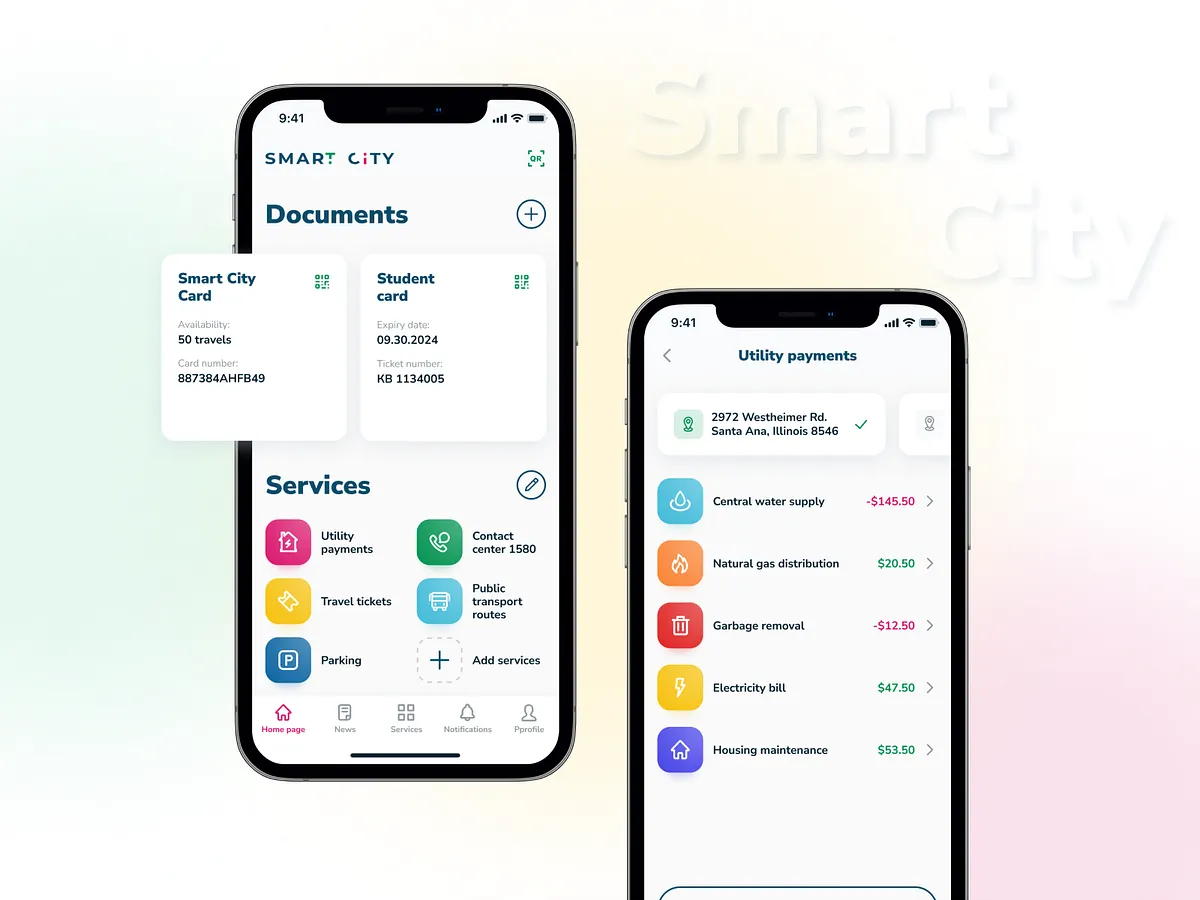 Smart
City
9:41
SMART CiTY
QR
Documents
Smart City
Card
Availability:
50 travels
Card number:
887384AHFB49
Student
card
Expiry date:
09.30.2024
Ticket number:
KB 1134005
Services
Utility
payments
Contact
center 1580
Travel tickets
Public
transport
routes
P
Parking
Add services
Home page
News
Services
Notifications
Pprofile
9:41
Utility payments
2972 Westheimer Rd.
Santa Ana, Illinois 8546
Central water supply
-$145.50
Natural gas distribution
$20.50
Garbage removal
-$12.50
Electricity bill
$47.50
Housing maintenance
$53.50